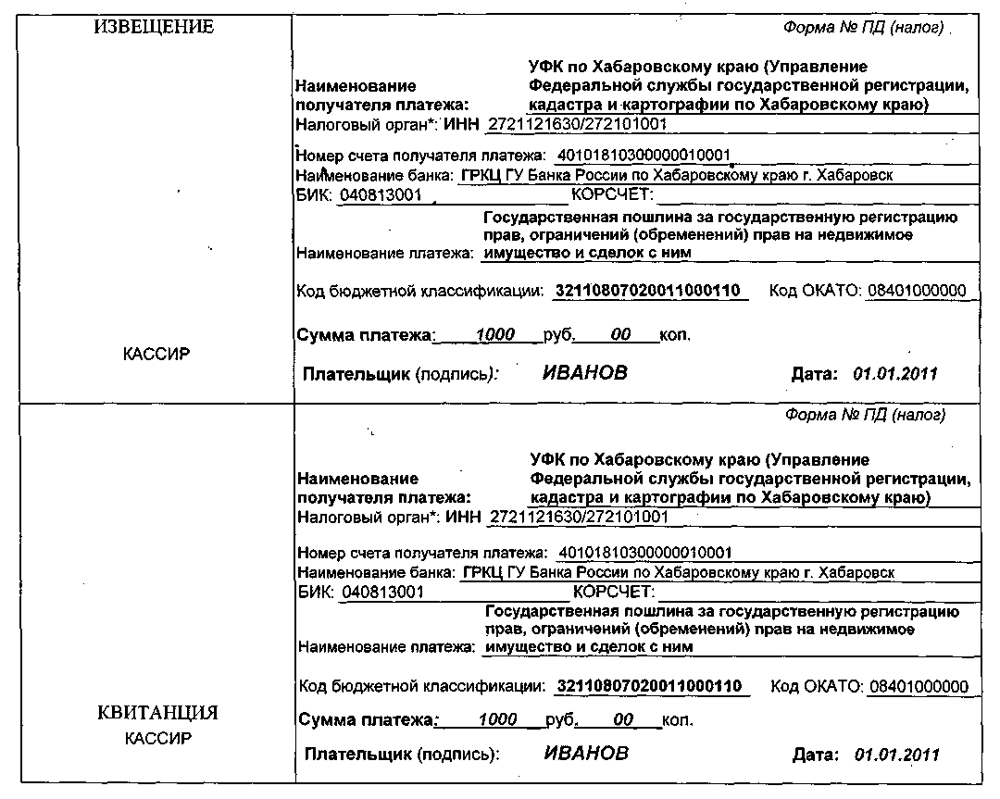 ИЗВЕЩЕНИЕ
Форма № ПД (налог)
УФК по Хабаровскому краю (Управление
Наименование Федеральной службы государственной регистрации,
получателя платежа: кадастра и картографии по Хабаровскому краю)
Налоговый орган*: ИНН 2721121630/272101001
Номер счета получателя платежа: 40101810300000010001
Наименование банка: ГРКЦ ГУ Банка России по Хабаровскому краю г. Хабаровск
БИК: 040813001 КОРСЧЕТ:
Государственная пошлина за государственную регистрацию
прав, ограничений (обременений) прав на недвижимое
Наименование платежа: имущество и сделок с ним
Код бюджетной классификации: 32110807020011000110 Код ОКАТО: 08401000000
Сумма платежа: 1000 руб. 00 коп.
КАССИР
Плательщик (подпись): ИВАНОВ Дата: 01.01.2011
Форма № ПД (налог)
УФК по Хабаровскому краю (Управление
Наименование Федеральной службы государственной регистрации,
получателя платежа: кадастра и картографии по Хабаровскому краю)
Налоговый орган*: ИНН 2721121630/272101001
Номер счета получателя платежа: 40101810300000010001
Наименование банка: ГРКЦ ГУ Банка России по Хабаровскому краю г. Хабаровск
БИК: 040813001 КОРСЧЕТ:
Государственная пошлина за государственную регистрацию
прав, ограничений (обременений) прав на недвижимое
Наименование платежа: имущество и сделок с ним
Код бюджетной классификации: 32110807020011000110 Код ОКАТО: 08401000000
КВИТАНЦИЯ
Сумма платежа: 1000 руб. 00 коп.
КАССИР
Плательщик (подпись): ИВАНОВ Дата: 01.01.2011